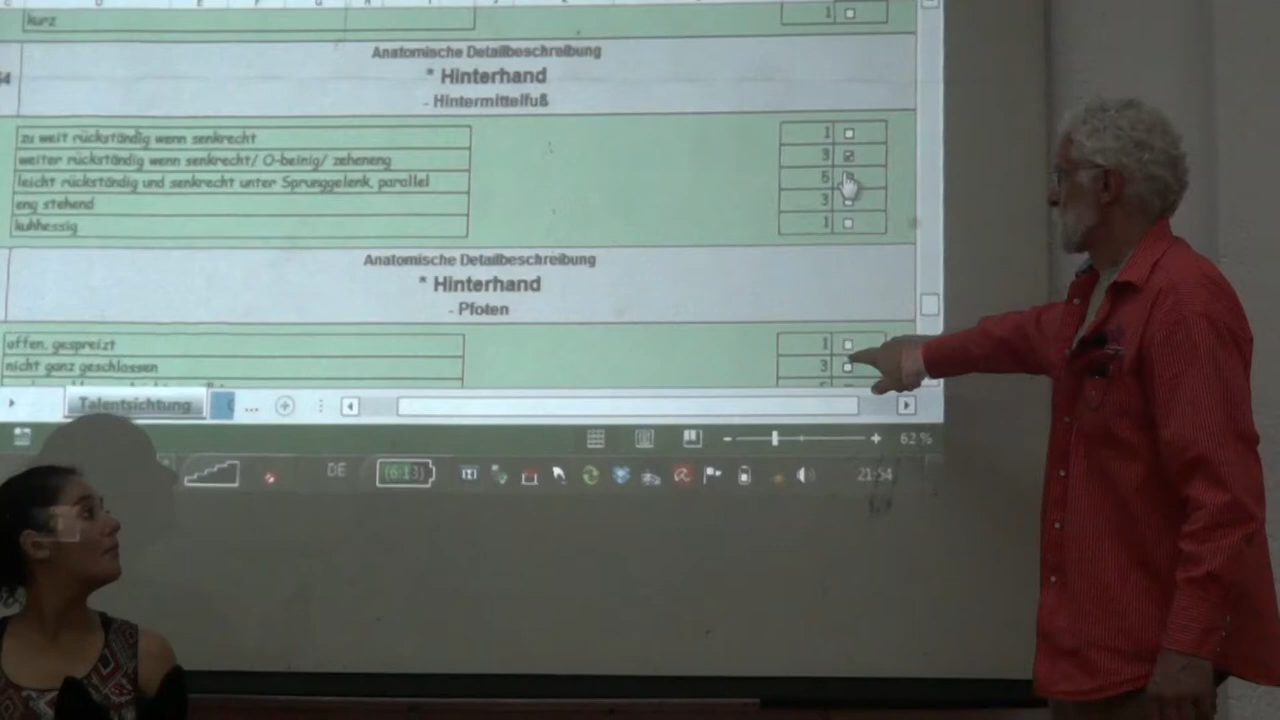 kurz 1
Anatomische Detailbeschreibung
* Hinterhand
- Hintermittelfuß
zu weit rückständig wenn senkrecht 1
weiter rückständig wenn senkrecht/ O-beinig/ zeheneng 3
leicht rückständig und senkrecht unter Sprunggelenk, parallel 5
eng stehend 3
kuhhessig 1
Anatomische Detailbeschreibung
* Hinterhand
- Pfoten
offen, gespreizt 1
nicht ganz geschlossen 3
Talentsichtung ...
62 %
DE (6:13) 21:54